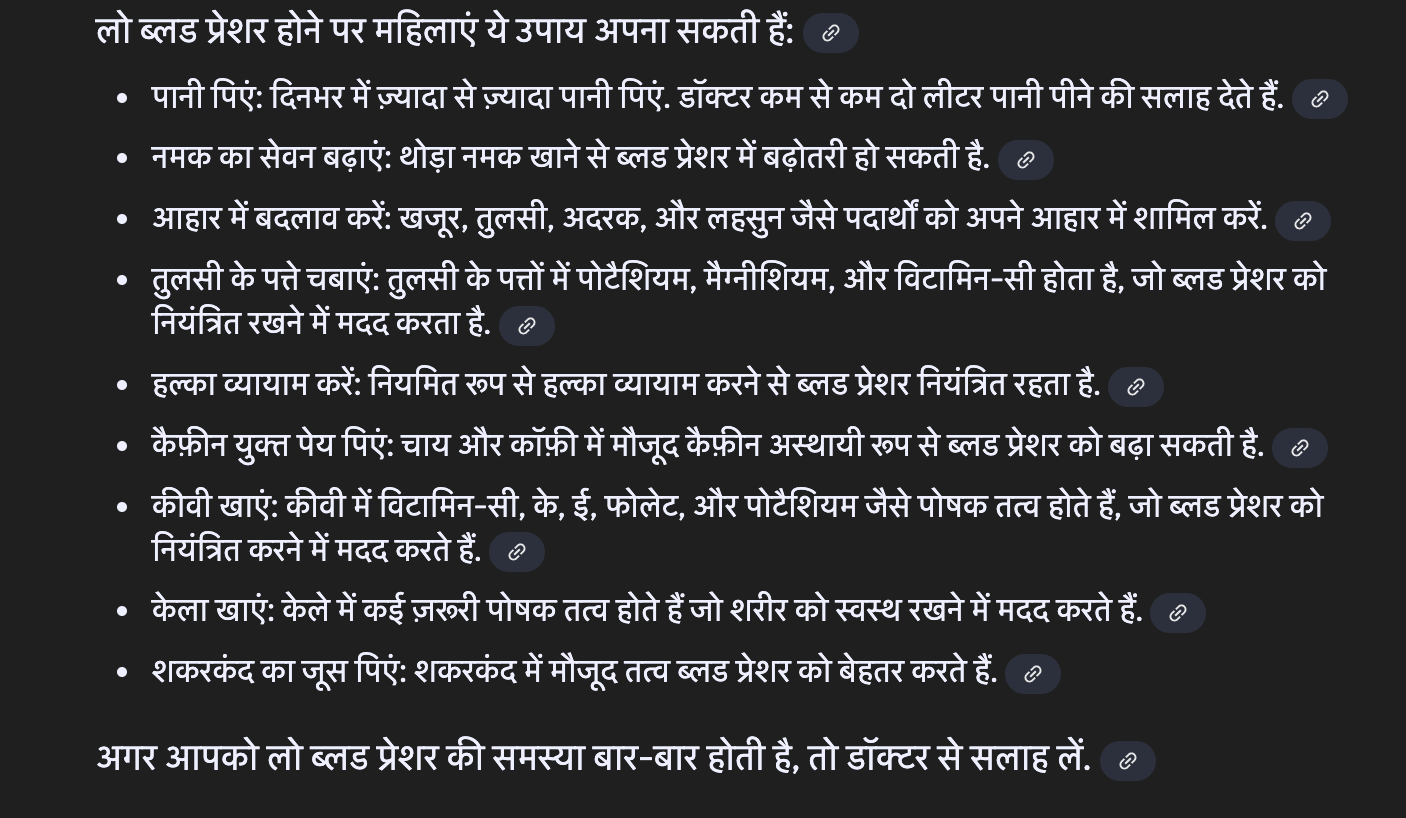 लो ब्लड प्रेशर होने पर महिलाएं ये उपाय अपना सकती हैं:
• पानी पिएं: दिनभर में ज़्यादा से ज़्यादा पानी पिएं. डॉक्टर कम से कम दो लीटर पानी पीने की सलाह देते हैं.
• नमक का सेवन बढ़ाएं: थोड़ा नमक खाने से ब्लड प्रेशर में बढ़ोतरी हो सकती है.
• आहार में बदलाव करें: खजूर, तुलसी, अदरक, और लहसुन जैसे पदार्थों को अपने आहार में शामिल करें.
• तुलसी के पत्ते चबाएं: तुलसी के पत्तों में पोटैशियम, मैग्नीशियम, और विटामिन-सी होता है, जो ब्लड प्रेशर को
नियंत्रित रखने में मदद करता है.
• हल्का व्यायाम करें: नियमित रूप से हल्का व्यायाम करने से ब्लड प्रेशर नियंत्रित रहता है.
• कैफ़ीन युक्त पेय पिएं: चाय और कॉफ़ी में मौजूद कैफ़ीन अस्थायी रूप से ब्लड प्रेशर को बढ़ा सकती है.
• कीवी खाएं: कीवी में विटामिन-सी, के, ई, फोलेट, और पोटैशियम जैसे पोषक तत्व होते हैं, जो ब्लड प्रेशर को
नियंत्रित करने में मदद करते हैं.
• केला खाएं: केले में कई ज़रूरी पोषक तत्व होते हैं जो शरीर को स्वस्थ रखने में मदद करते हैं.
• शकरकंद का जूस पिएं: शकरकंद में मौजूद तत्व ब्लड प्रेशर को बेहतर करते हैं.
अगर आपको लो ब्लड प्रेशर की समस्या बार-बार होती है, तो डॉक्टर से सलाह लें.